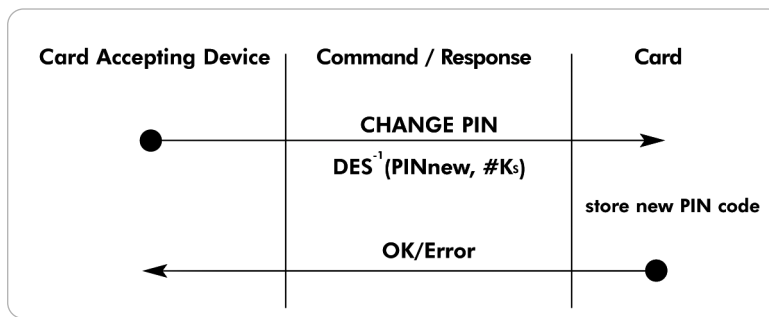 Card Accepting Device Command / Response Card
CHANGE PIN
DES⁻¹(PINnew, #Ks)
store new PIN code
OK/Error